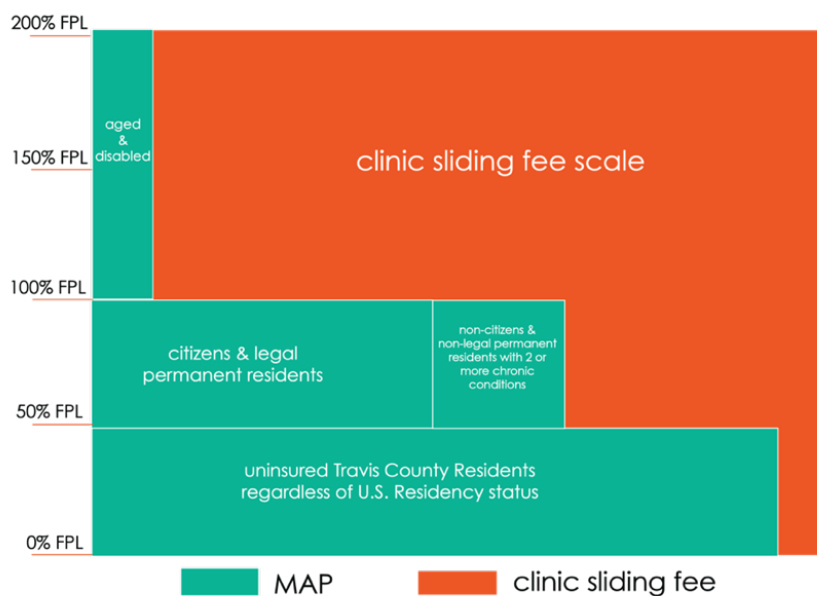 200% FPL
aged
&
disabled
150% FPL
clinic sliding fee scale
100% FPL
citizens & legal
permanent residents
non-citizens &
non-legal permanent
residents with 2 or
more chronic
conditions
50% FPL
uninsured Travis County Residents
regardless of U.S. Residency status
0% FPL
MAP
clinic sliding fee